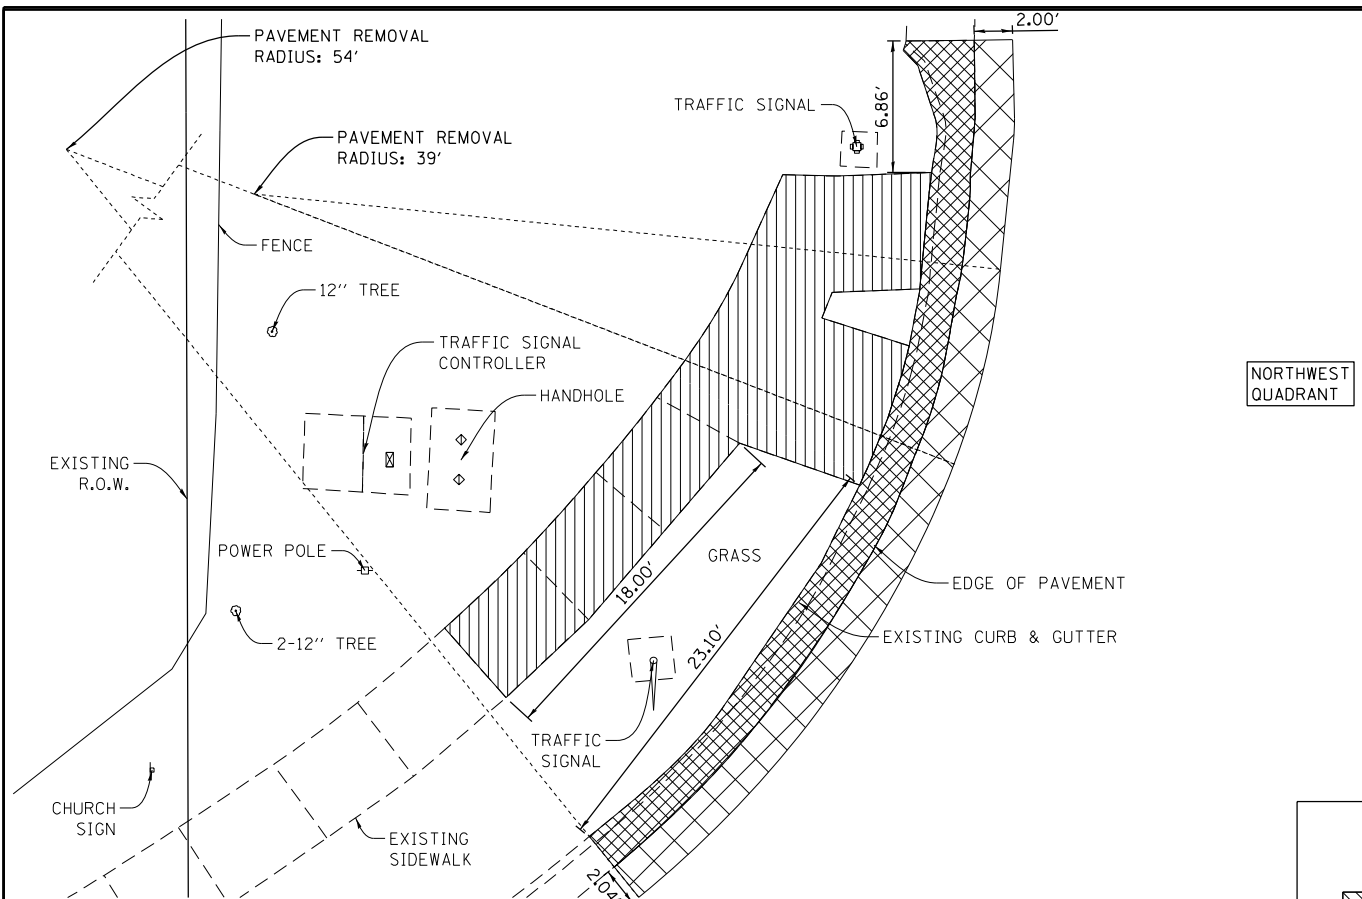 PAVEMENT REMOVAL
RADIUS: 54'
2.00'
TRAFFIC SIGNAL
6.86'
PAVEMENT REMOVAL
RADIUS: 39'
FENCE
12'' TREE
TRAFFIC SIGNAL
CONTROLLER
HANDHOLE
NORTHWEST
QUADRANT
EXISTING
R.O.W.
POWER POLE
GRASS
18.00'
EDGE OF PAVEMENT
EXISTING CURB & GUTTER
2-12'' TREE
23.10'
TRAFFIC
SIGNAL
CHURCH
SIGN
EXISTING
SIDEWALK
2.04'